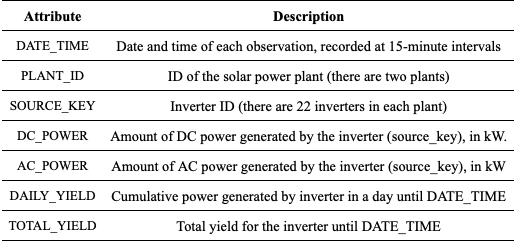 Attribute Description
DATE_TIME Date and time of each observation, recorded at 15-minute intervals
PLANT_ID ID of the solar power plant (there are two plants)
SOURCE_KEY Inverter ID (there are 22 inverters in each plant)
DC_POWER Amount of DC power generated by the inverter (source_key), in kW.
AC_POWER Amount of AC power generated by the inverter (source_key), in kW
DAILY_YIELD Cumulative power generated by inverter in a day until DATE_TIME
TOTAL_YIELD Total yield for the inverter until DATE_TIME